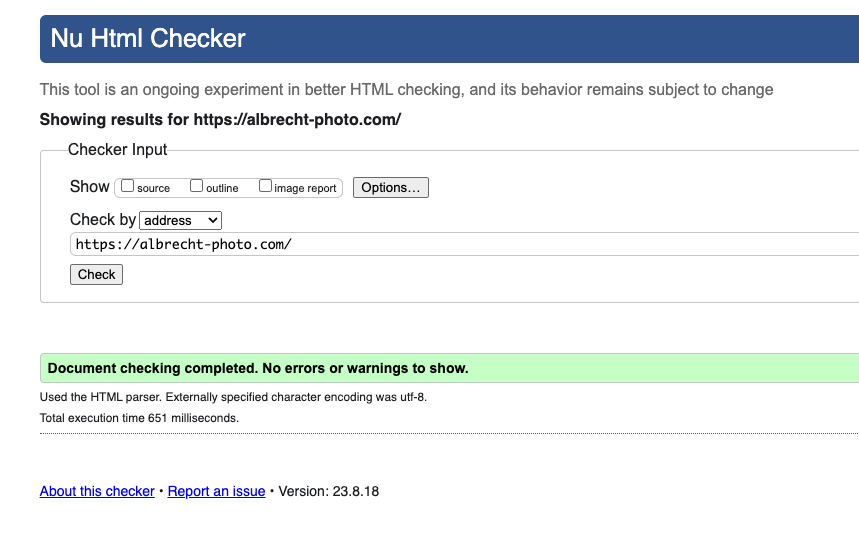 Nu Html Checker
This tool is an ongoing experiment in better HTML checking, and its behavior remains subject to change
Showing results for https://albrecht-photo.com/
Checker Input
Show source outline image report Options...
Check by address
https://albrecht-photo.com/
Check
Document checking completed. No errors or warnings to show.
Used the HTML parser. Externally specified character encoding was utf-8.
Total execution time 651 milliseconds.
About this checker • Report an issue • Version: 23.8.18